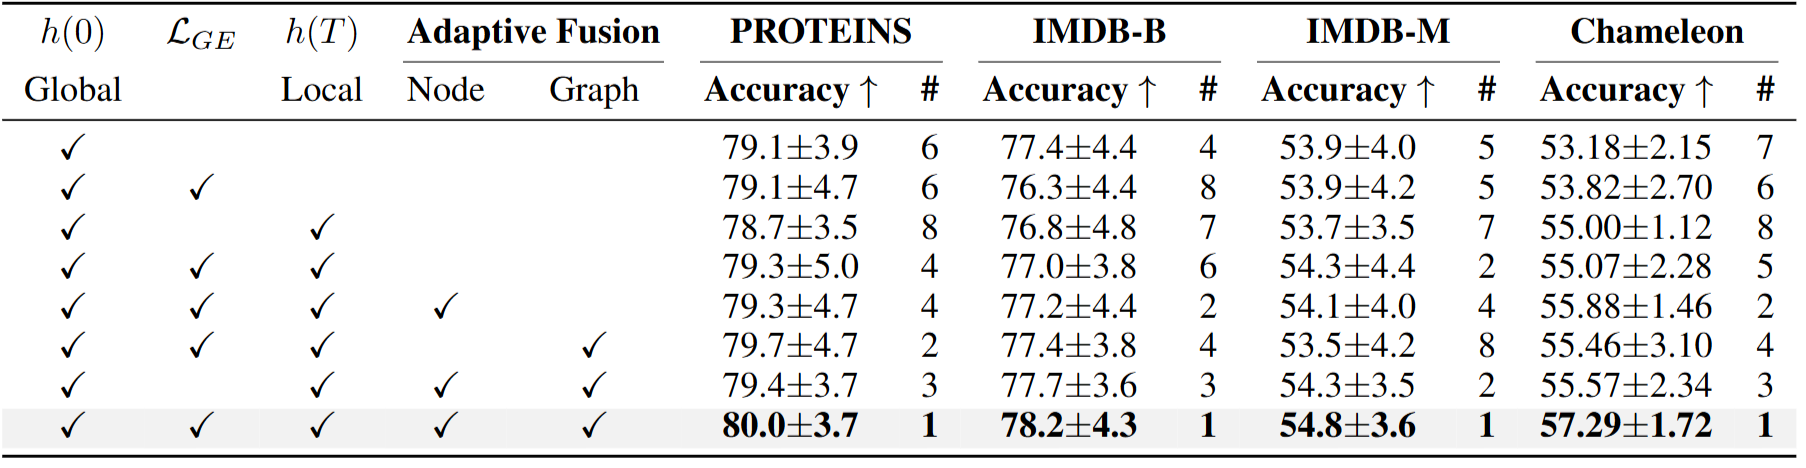 h(0) ℒGE h(T) Adaptive Fusion PROTEINS IMDB-B IMDB-M Chameleon
Global Local Node Graph Accuracy ↑ # Accuracy ↑ # Accuracy ↑ # Accuracy ↑ #
✓ 79.1±3.9 6 77.4±4.4 4 53.9±4.0 5 53.18±2.15 7
✓ ✓ 79.1±4.7 6 76.3±4.4 8 53.9±4.2 5 53.82±2.70 6
✓ ✓ 78.7±3.5 8 76.8±4.8 7 53.7±3.5 7 55.00±1.12 8
✓ ✓ ✓ 79.3±5.0 4 77.0±3.8 6 54.3±4.4 2 55.07±2.28 5
✓ ✓ ✓ ✓ 79.3±4.7 4 77.2±4.4 2 54.1±4.0 4 55.88±1.46 2
✓ ✓ ✓ ✓ 79.7±4.7 2 77.4±3.8 4 53.5±4.2 8 55.46±3.10 4
✓ ✓ ✓ ✓ 79.4±3.7 3 77.7±3.6 3 54.3±3.5 2 55.57±2.34 3
✓ ✓ ✓ ✓ ✓ 80.0±3.7 1 78.2±4.3 1 54.8±3.6 1 57.29±1.72 1